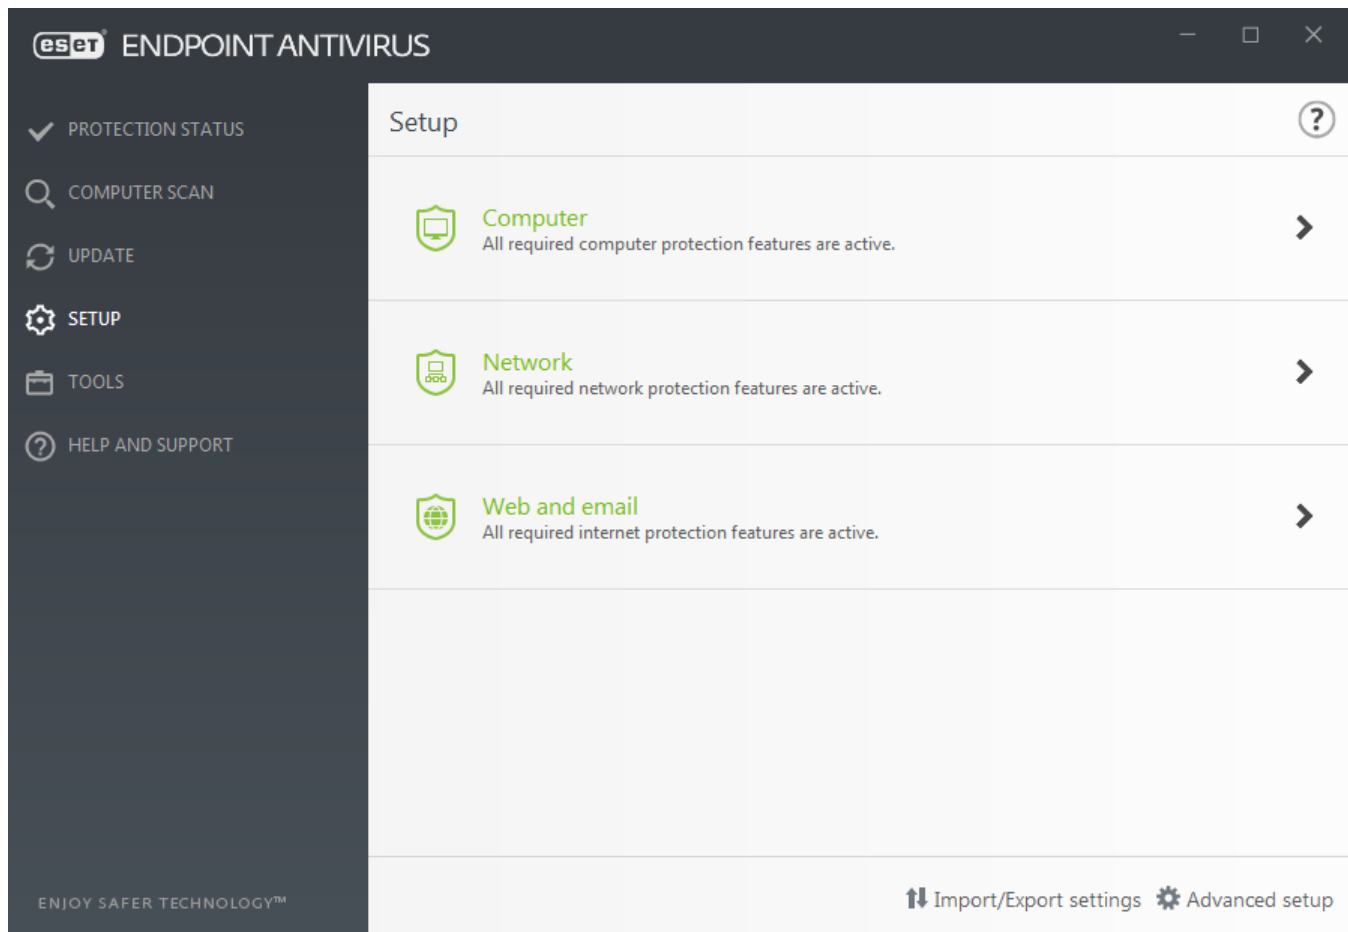 eset ENDPOINT ANTIVIRUS
PROTECTION STATUS
COMPUTER SCAN
UPDATE
SETUP
TOOLS
HELP AND SUPPORT
ENJOY SAFER TECHNOLOGY™
Setup
?
Computer
All required computer protection features are active.
Network
All required network protection features are active.
Web and email
All required internet protection features are active.
Import/Export settings Advanced setup